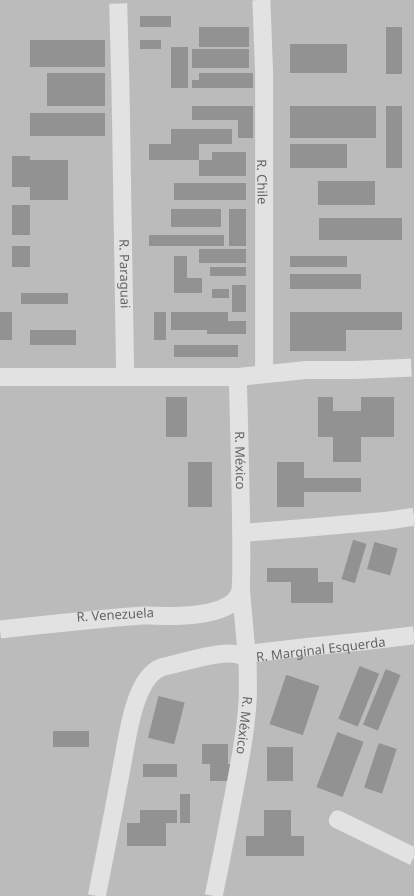 R. Chile
R. Paraguai
R. México
R. Venezuela
R. Marginal Esquerda
R. México